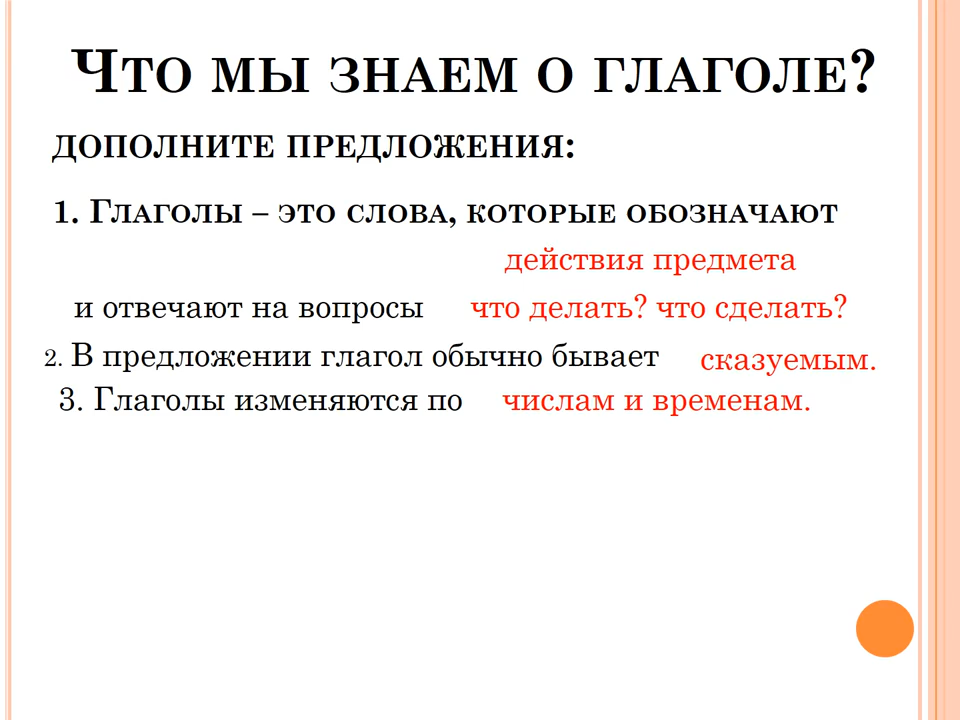 Что мы знаем о глаголе?
дополните предложения:
1. Глаголы – это слова, которые обозначают
действия предмета
и отвечают на вопросы что делать? что сделать?
2. В предложении глагол обычно бывает сказуемым.
3. Глаголы изменяются по числам и временам.